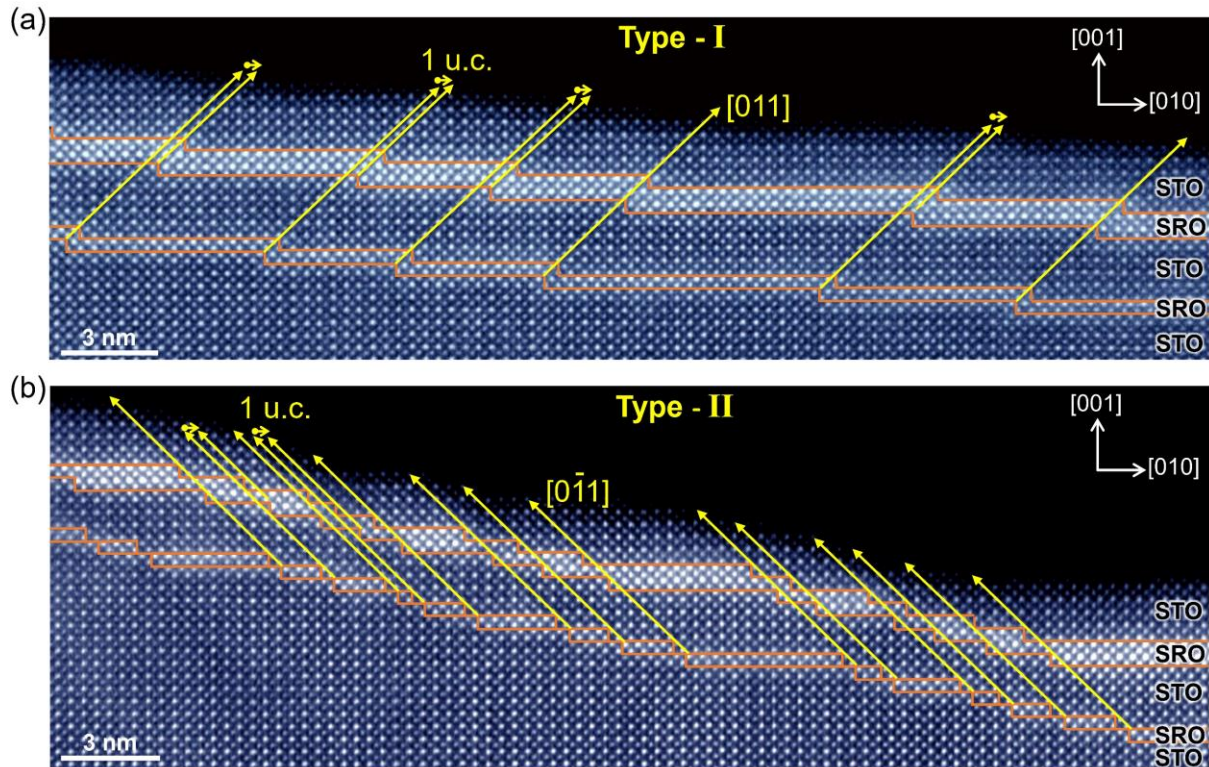 (a)
Type - I
1 u.c.
[001]
[010]
[011]
STO
SRO
STO
SRO
STO
3 nm
(b)
Type - II
1 u.c.
[001]
[010]
[01̄1]
STO
SRO
STO
SRO
STO
3 nm